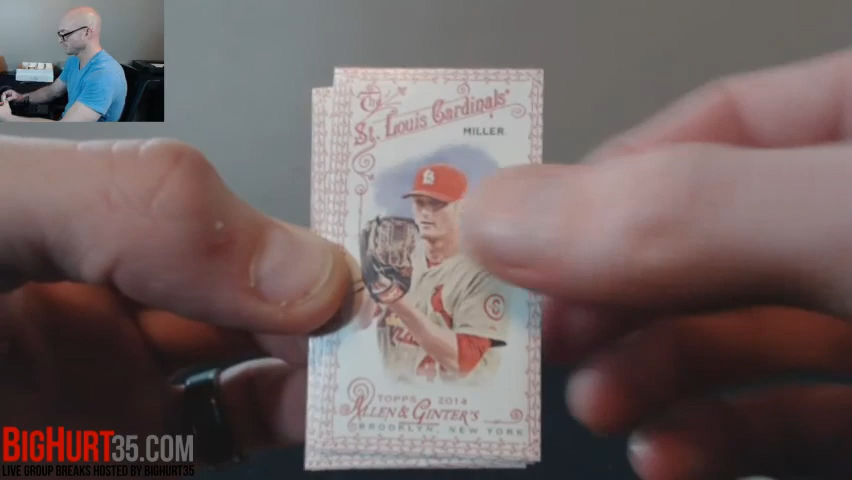 The
St. Louis Cardinals
MILLER
TOPPS 2014
ALLEN & GINTER'S
BROOKLYN, NEW YORK
BIGHURT35.COM
LIVE GROUP BREAKS HOSTED BY BIGHURT35